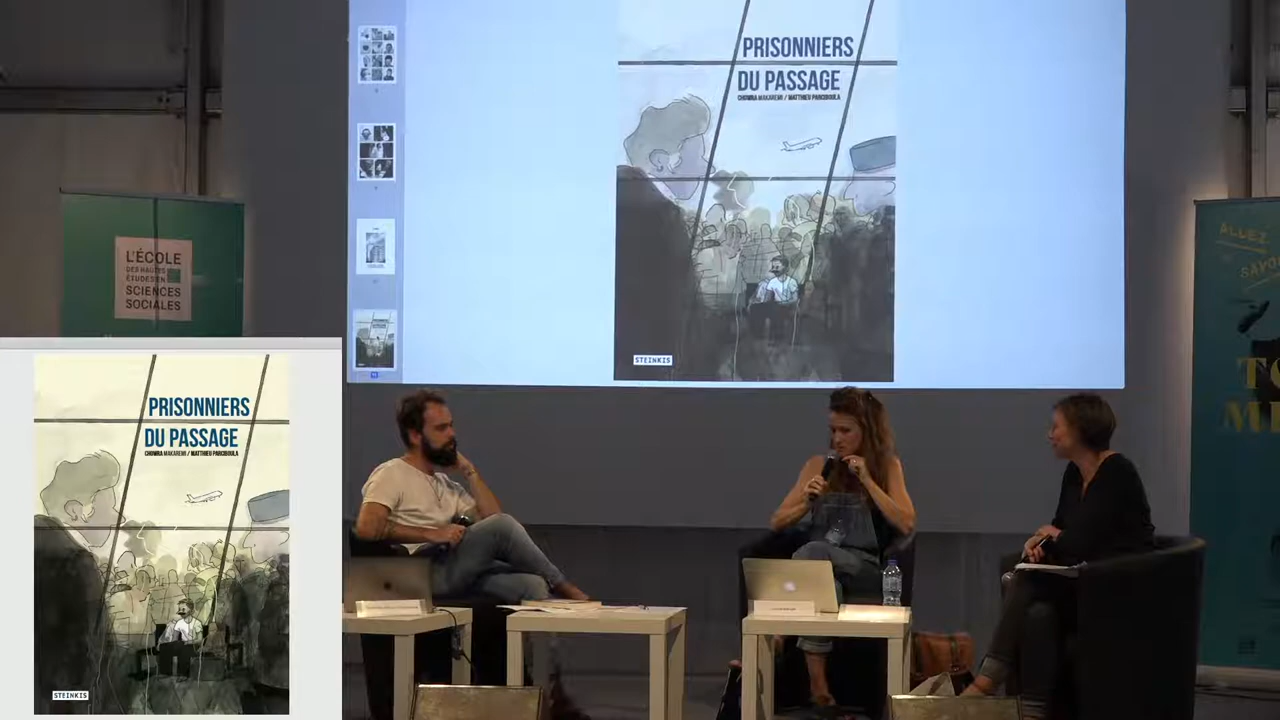 PRISONNIERS
DU PASSAGE
CHOWRA MAKAREMI / MATTHIEU PARCIBOULA
STEINKIS
L'ÉCOLE
DES HAUTES
ÉTUDES EN
SCIENCES
SOCIALES
ALLEZ
SAVOIR
PRISONNIERS
DU PASSAGE
CHOWRA MAKAREMI / MATTHIEU PARCIBOULA
STEINKIS